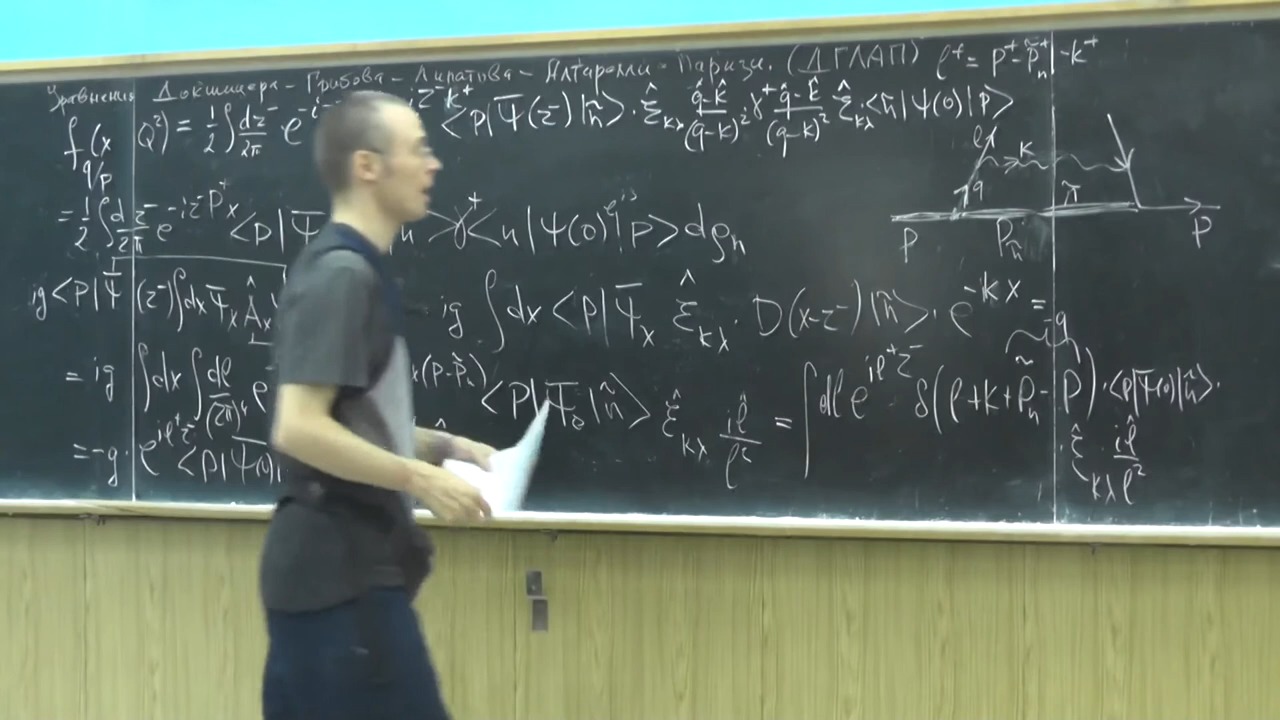 Уравнения Докшицера - Грибова - Липатова - Алтарелли - Паризи. (ДГЛАП) ℓ⁺ = P⁺ - P̃ₙ⁺ - k⁺
f_{q/p}(x Q²) = 1/2 ∫ dz⁻/2π e^{-i z⁻ k⁺ <P|Ψ̄(z⁻)|ñ> · ε̂_{kλ} (q̂-k̂)/(q-k)² γ⁺ (q̂-k̂)/(q-k)² ε̂_{kλ} <ñ|Ψ(0)|P>
= 1/2 ∫ dz⁻/2π e^{-iz⁻P⁺x} <P|Ψ̄ n> γ⁺ <n|Ψ(0)|P> dρₙ
ig <P|Ψ̄ (z⁻) ∫dx Ψ̄ₓ Âₓ ig ∫dx <P|Ψ̄ₓ ε̂_{kλ} · D(x-z⁻)|ñ> · e^{-ikx} =
= ig ∫dx ∫ dℓ/(2π)⁴ e x(P-P̃ₙ) <P|Ψ̄₀|ñ> ε̂_{kλ} iℓ̂/ℓ² = ∫dℓ e^{iℓ⁺z⁻} δ(ℓ+k+P̃ₙ-P) · <P|Ψ̄(0)|ñ> ·
· ε̂_{kλ} iℓ̂/ℓ²
= -g · e^{iℓ⁺z⁻} <P|Ψ̄(0)|
-g
ℓ K
q λ
P P_ñ P